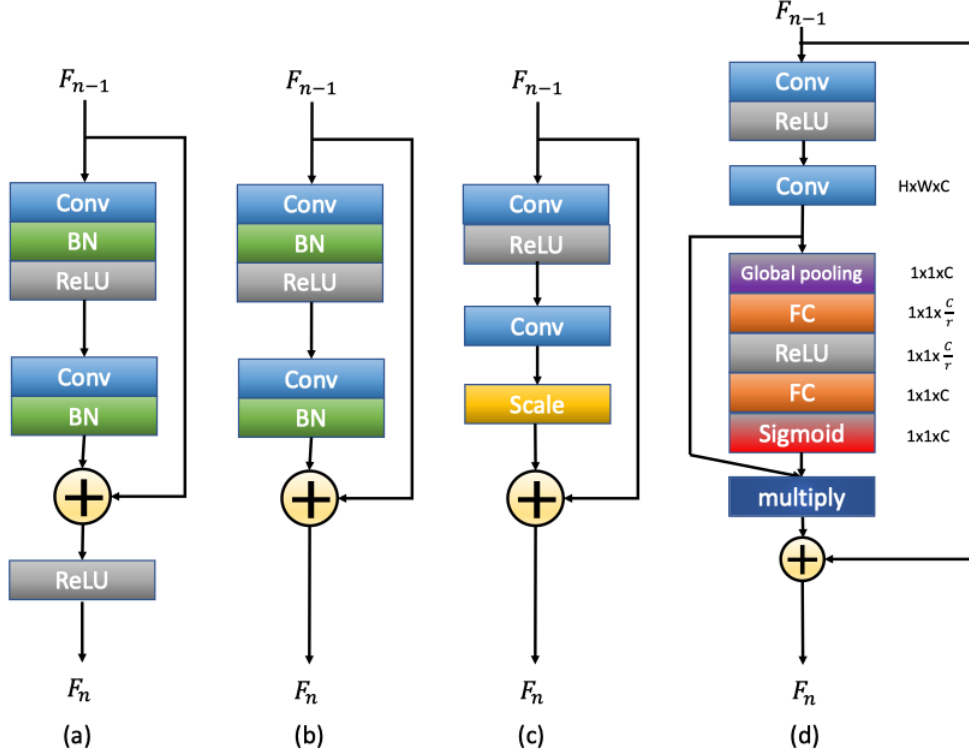 F_{n-1}
Conv
BN
ReLU
Conv
BN
+
ReLU
F_n
(a)
F_{n-1}
Conv
BN
ReLU
Conv
BN
+
F_n
(b)
F_{n-1}
Conv
ReLU
Conv
Scale
+
F_n
(c)
F_{n-1}
Conv
ReLU
Conv HxWxC
Global pooling 1x1xC
FC 1x1x C/r
ReLU 1x1x C/r
FC 1x1xC
Sigmoid 1x1xC
multiply
+
F_n
(d)